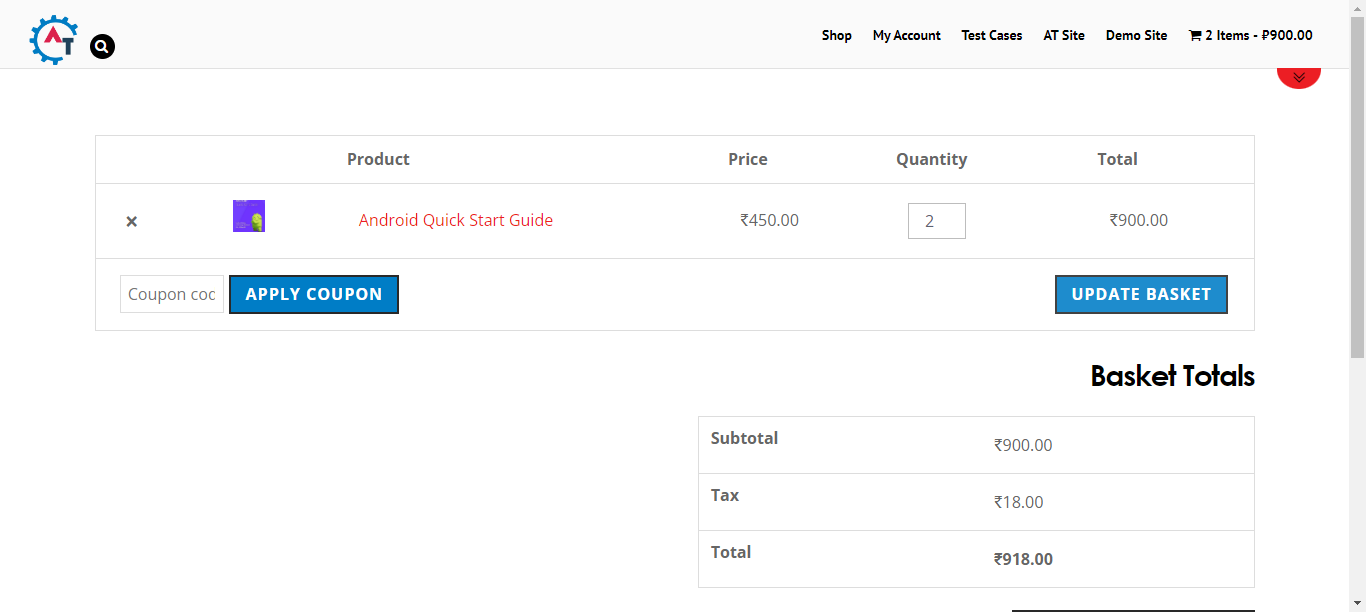 AT
Shop My Account Test Cases AT Site Demo Site 2 Items - ₹900.00
Product Price Quantity Total
× Android Quick Start Guide ₹450.00 2 ₹900.00
Coupon coc APPLY COUPON UPDATE BASKET
Basket Totals
Subtotal ₹900.00
Tax ₹18.00
Total ₹918.00